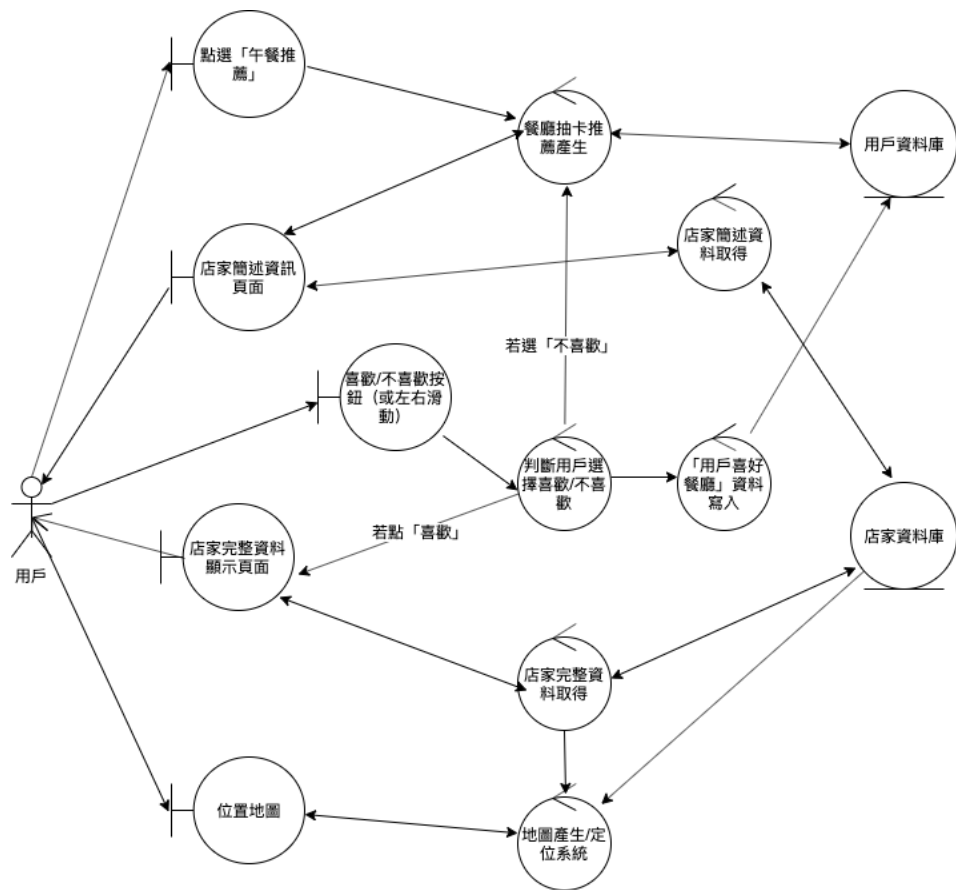 點選「午餐推
薦」
餐廳抽卡推
薦產生
用戶資料庫
店家簡述資訊
頁面
店家簡述資
料取得
若選「不喜歡」
喜歡/不喜歡按
鈕（或左右滑
動）
判斷用戶選
擇喜歡/不喜
歡
「用戶喜好
餐廳」資料
寫入
用戶
店家完整資料
顯示頁面
若點「喜歡」
店家資料庫
店家完整資
料取得
位置地圖
地圖產生/定
位系統